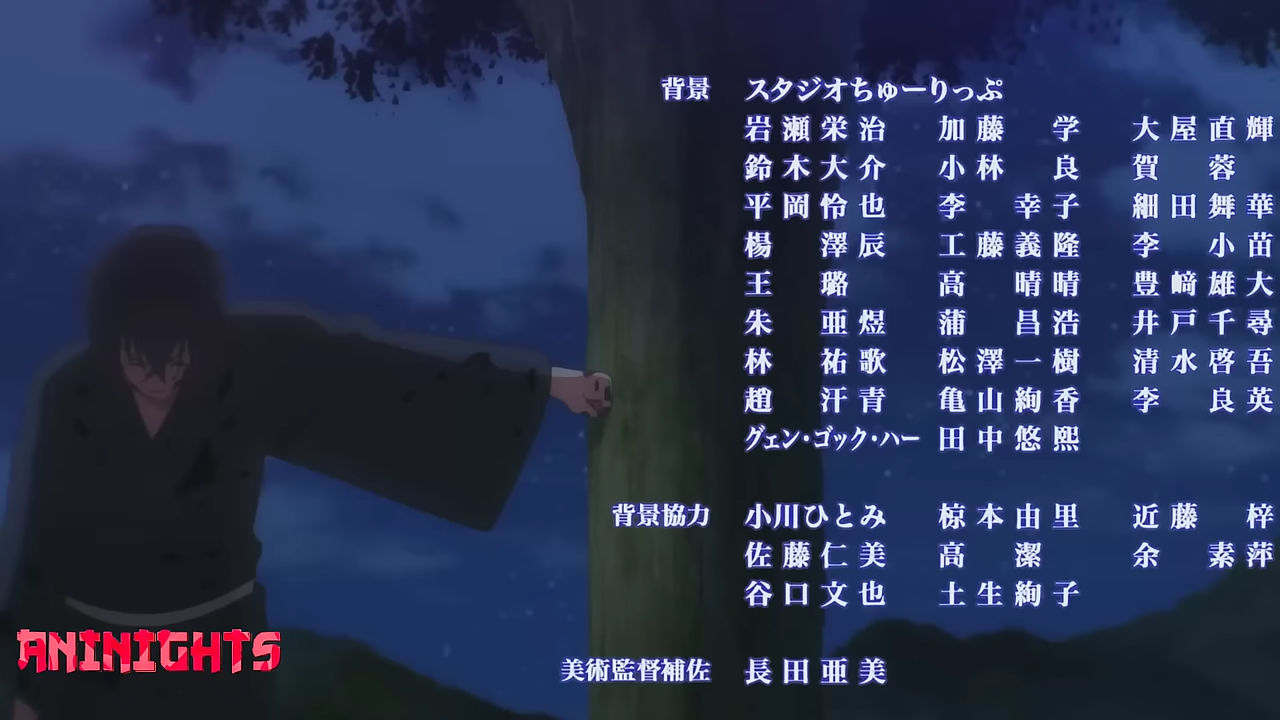 背景 スタジオちゅーりっぷ
岩瀬栄治 加藤 学 大屋直輝
鈴木大介 小林 良 賀 蓉
平岡怜也 李 幸子 細田舞華
楊 澤辰 工藤義隆 李 小苗
王 璐 高 晴晴 豊﨑雄大
朱 亜煜 蒲 昌浩 井戸千尋
林 祐歌 松澤一樹 清水啓吾
趙 汗青 亀山絢香 李 良英
グェン・ゴック・ハー 田中悠熙
背景協力 小川ひとみ 椋本由里 近藤 梓
佐藤仁美 高 潔 余 素萍
谷口文也 土生絢子
ANINIGHTS
美術監督補佐 長田亜美